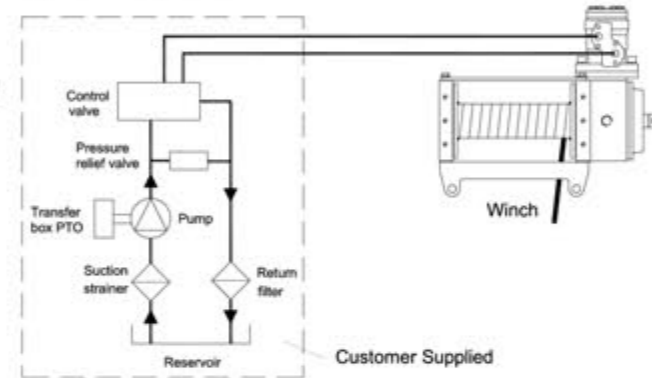 Control
valve
Pressure
relief valve
Transfer
box PTO
Pump
Suction
strainer
Return
filter
Reservoir
Winch
Customer Supplied